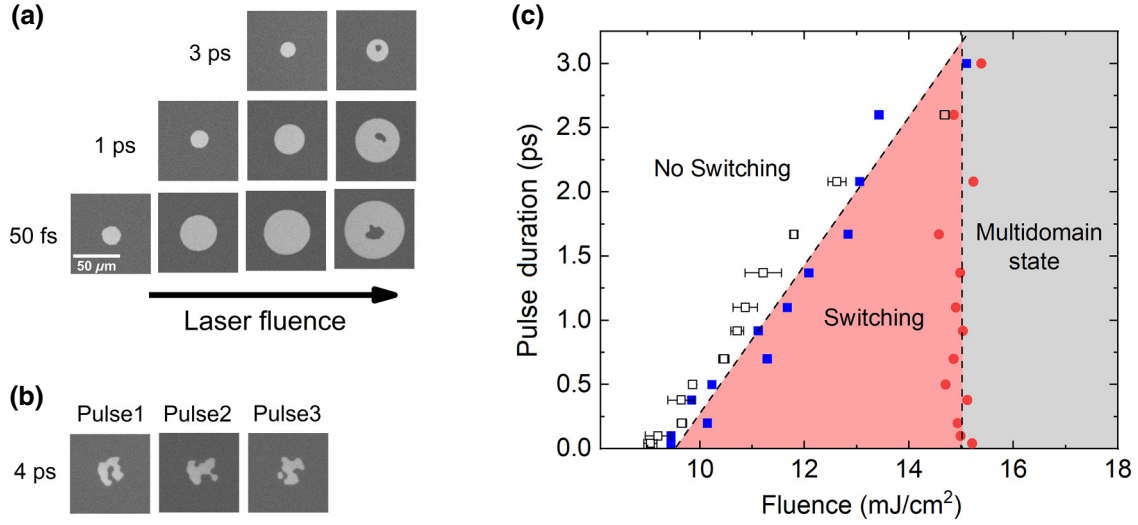 (a)
3 ps
1 ps
50 fs
50 µm
Laser fluence
(b)
Pulse1 Pulse2 Pulse3
4 ps
(c)
3.0
2.5
2.0
1.5
1.0
0.5
0.0
Pulse duration (ps)
No Switching
Switching
Multidomain
state
10 12 14 16 18
Fluence (mJ/cm²)